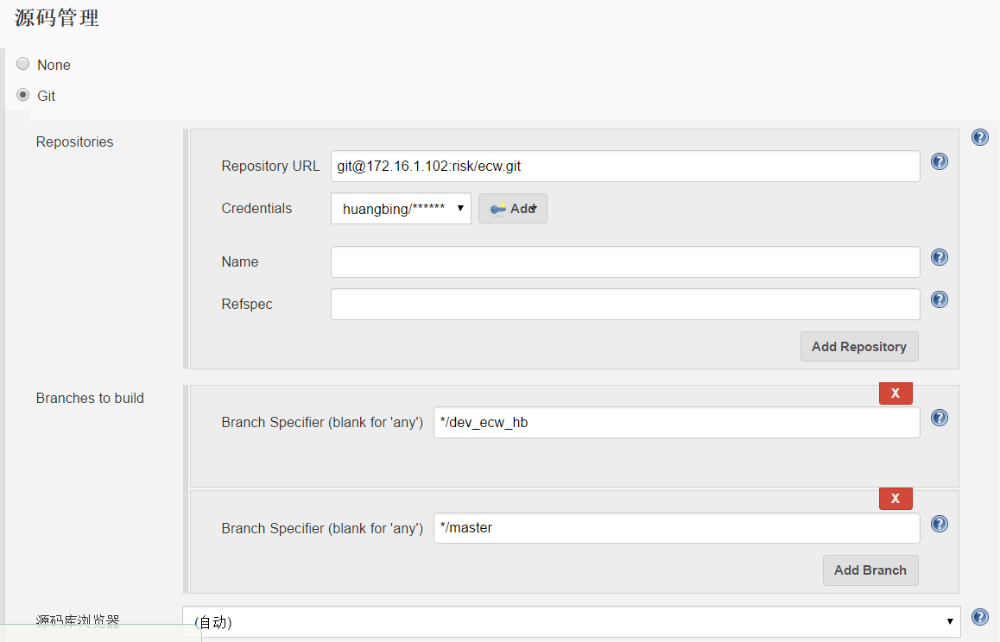 源码管理
None
Git
Repositories
Repository URL git@172.16.1.102:risk/ecw.git
Credentials huangbing/****** Add
Name
Refspec
Add Repository
Branches to build
X
Branch Specifier (blank for 'any') */dev_ecw_hb
X
Branch Specifier (blank for 'any') */master
Add Branch
源码库浏览器 (自动)